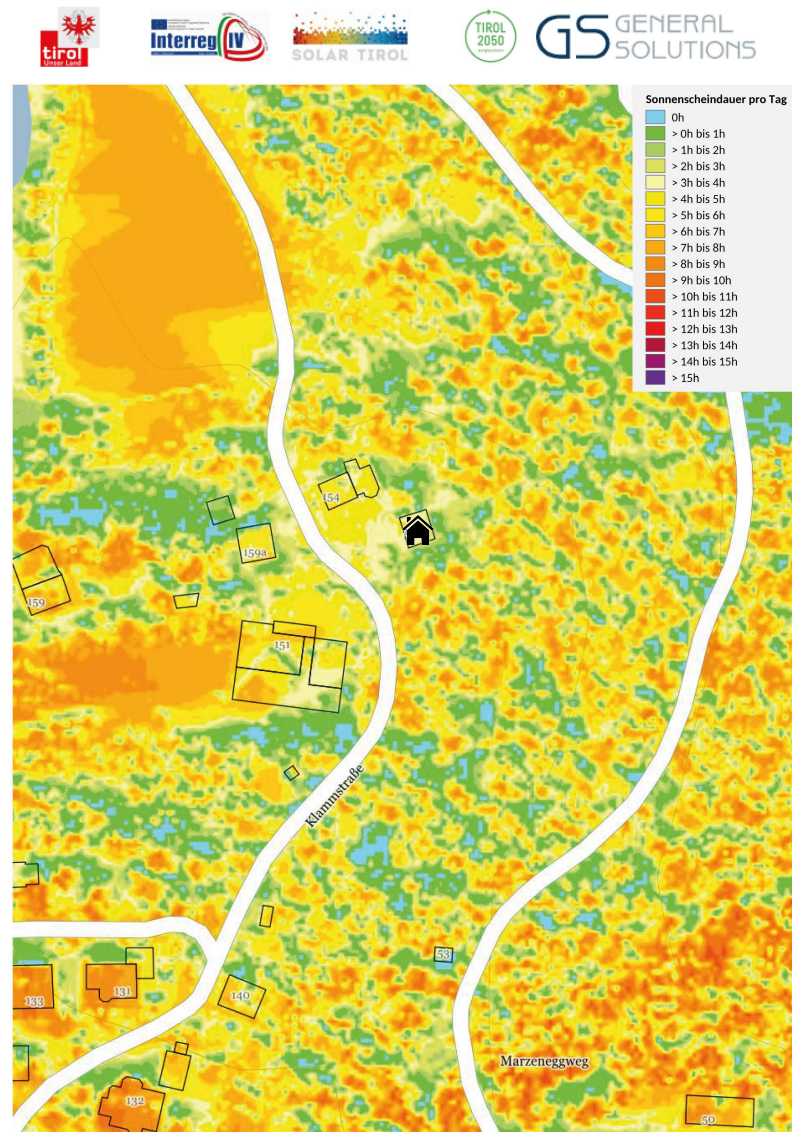 tirol
Unser Land
Interreg IV
SOLAR TIROL
TIROL
2050
GS GENERAL
SOLUTIONS
Sonnenscheindauer pro Tag
0h
> 0h bis 1h
> 1h bis 2h
> 2h bis 3h
> 3h bis 4h
> 4h bis 5h
> 5h bis 6h
> 6h bis 7h
> 7h bis 8h
> 8h bis 9h
> 9h bis 10h
> 10h bis 11h
> 11h bis 12h
> 12h bis 13h
> 13h bis 14h
> 14h bis 15h
> 15h
154
159a
159
151
Klammstraße
53
131
133
140
Marzeneggweg
132
50